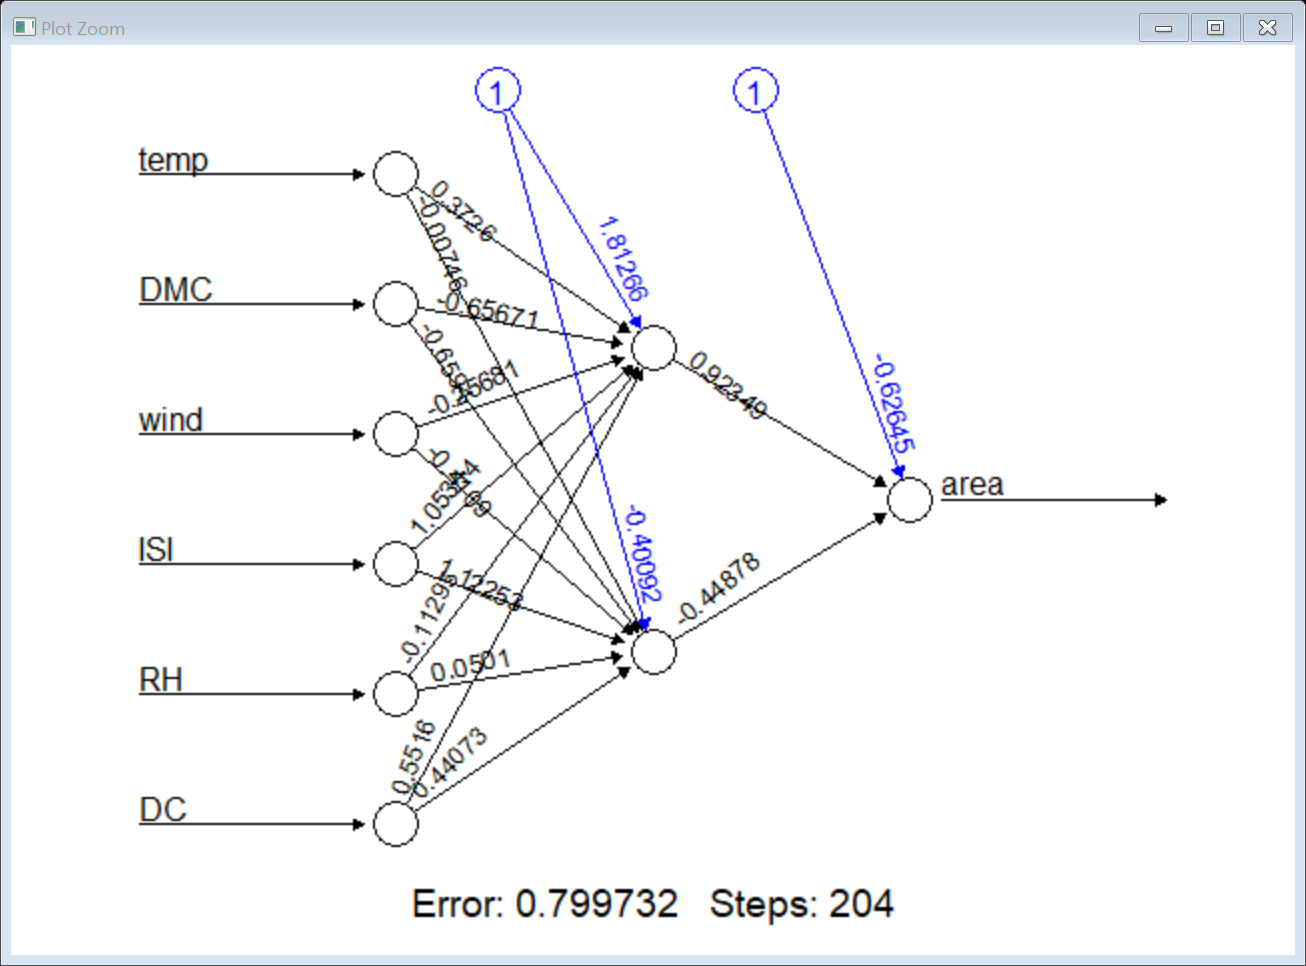 Plot Zoom
1
1
temp
0.3726
-0.00746
1.81266
DMC
-0.65671
wind
-0.25681
0.92349
-0.62645
ISI
area
-0.40092
1.12253
-0.44878
RH
0.0501
0.5516
0.44073
DC
Error: 0.799732 Steps: 204